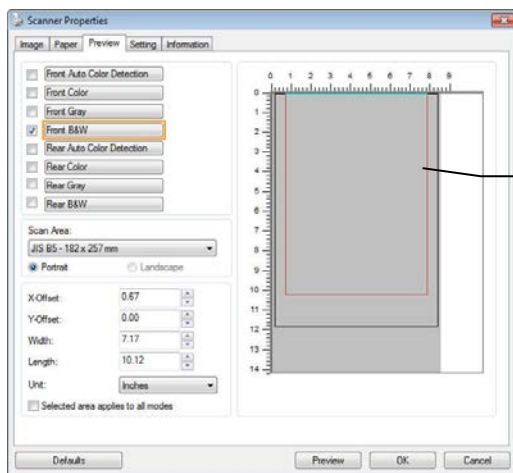 Scanner Properties
Image Paper Preview Setting Information
Front Auto Color Detection
Front Color
Front Gray
Front B&W
Rear Auto Color Detection
Rear Color
Rear Gray
Rear B&W
Scan Area:
JIS B5 - 182 x 257 mm
Portrait Landscape
X-Offset: 0.67
Y-Offset: 0.00
Width: 7.17
Length: 10.12
Unit: Inches
Selected area applies to all modes
0 1 2 3 4 5 6 7 8 9
0
1
2
3
4
5
6
7
8
9
10
11
12
13
14
Defaults Preview OK Cancel